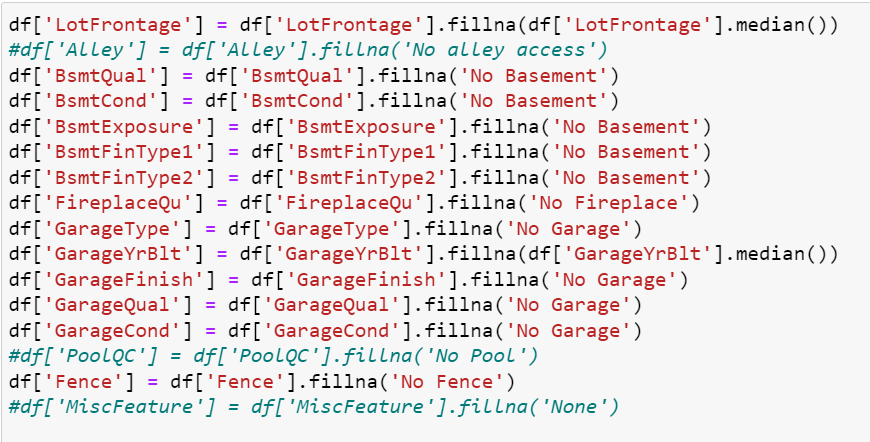 df['LotFrontage'] = df['LotFrontage'].fillna(df['LotFrontage'].median())
#df['Alley'] = df['Alley'].fillna('No alley access')
df['BsmtQual'] = df['BsmtQual'].fillna('No Basement')
df['BsmtCond'] = df['BsmtCond'].fillna('No Basement')
df['BsmtExposure'] = df['BsmtExposure'].fillna('No Basement')
df['BsmtFinType1'] = df['BsmtFinType1'].fillna('No Basement')
df['BsmtFinType2'] = df['BsmtFinType2'].fillna('No Basement')
df['FireplaceQu'] = df['FireplaceQu'].fillna('No Fireplace')
df['GarageType'] = df['GarageType'].fillna('No Garage')
df['GarageYrBlt'] = df['GarageYrBlt'].fillna(df['GarageYrBlt'].median())
df['GarageFinish'] = df['GarageFinish'].fillna('No Garage')
df['GarageQual'] = df['GarageQual'].fillna('No Garage')
df['GarageCond'] = df['GarageCond'].fillna('No Garage')
#df['PoolQC'] = df['PoolQC'].fillna('No Pool')
df['Fence'] = df['Fence'].fillna('No Fence')
#df['MiscFeature'] = df['MiscFeature'].fillna('None')